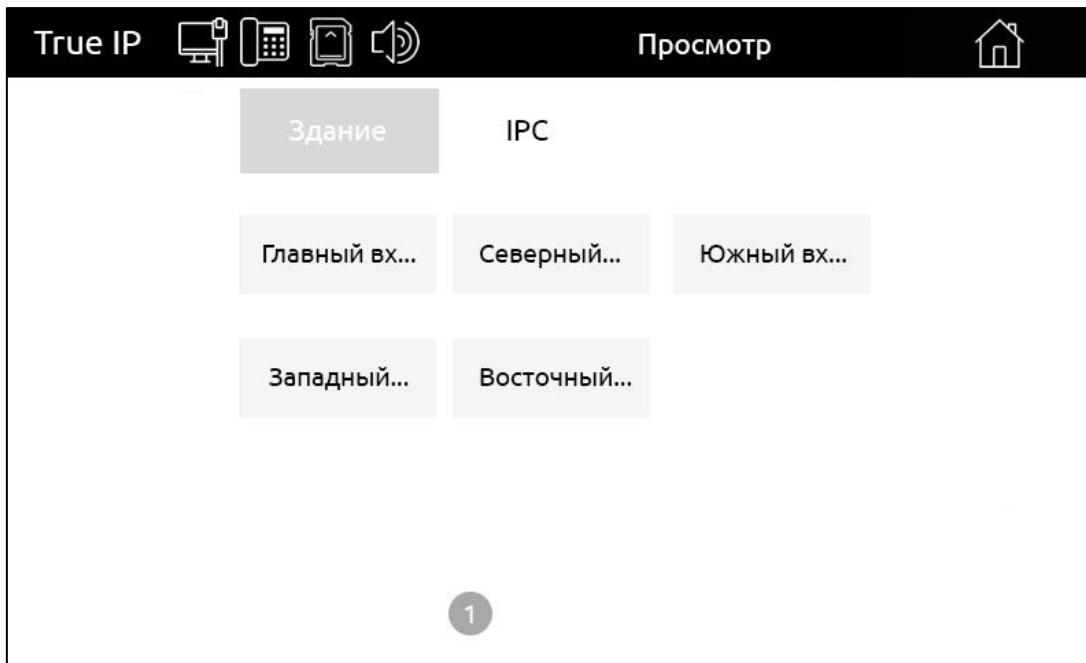 True IP Просмотр
Здание IPC
Главный вх... Северный... Южный вх...
Западный... Восточный...
1